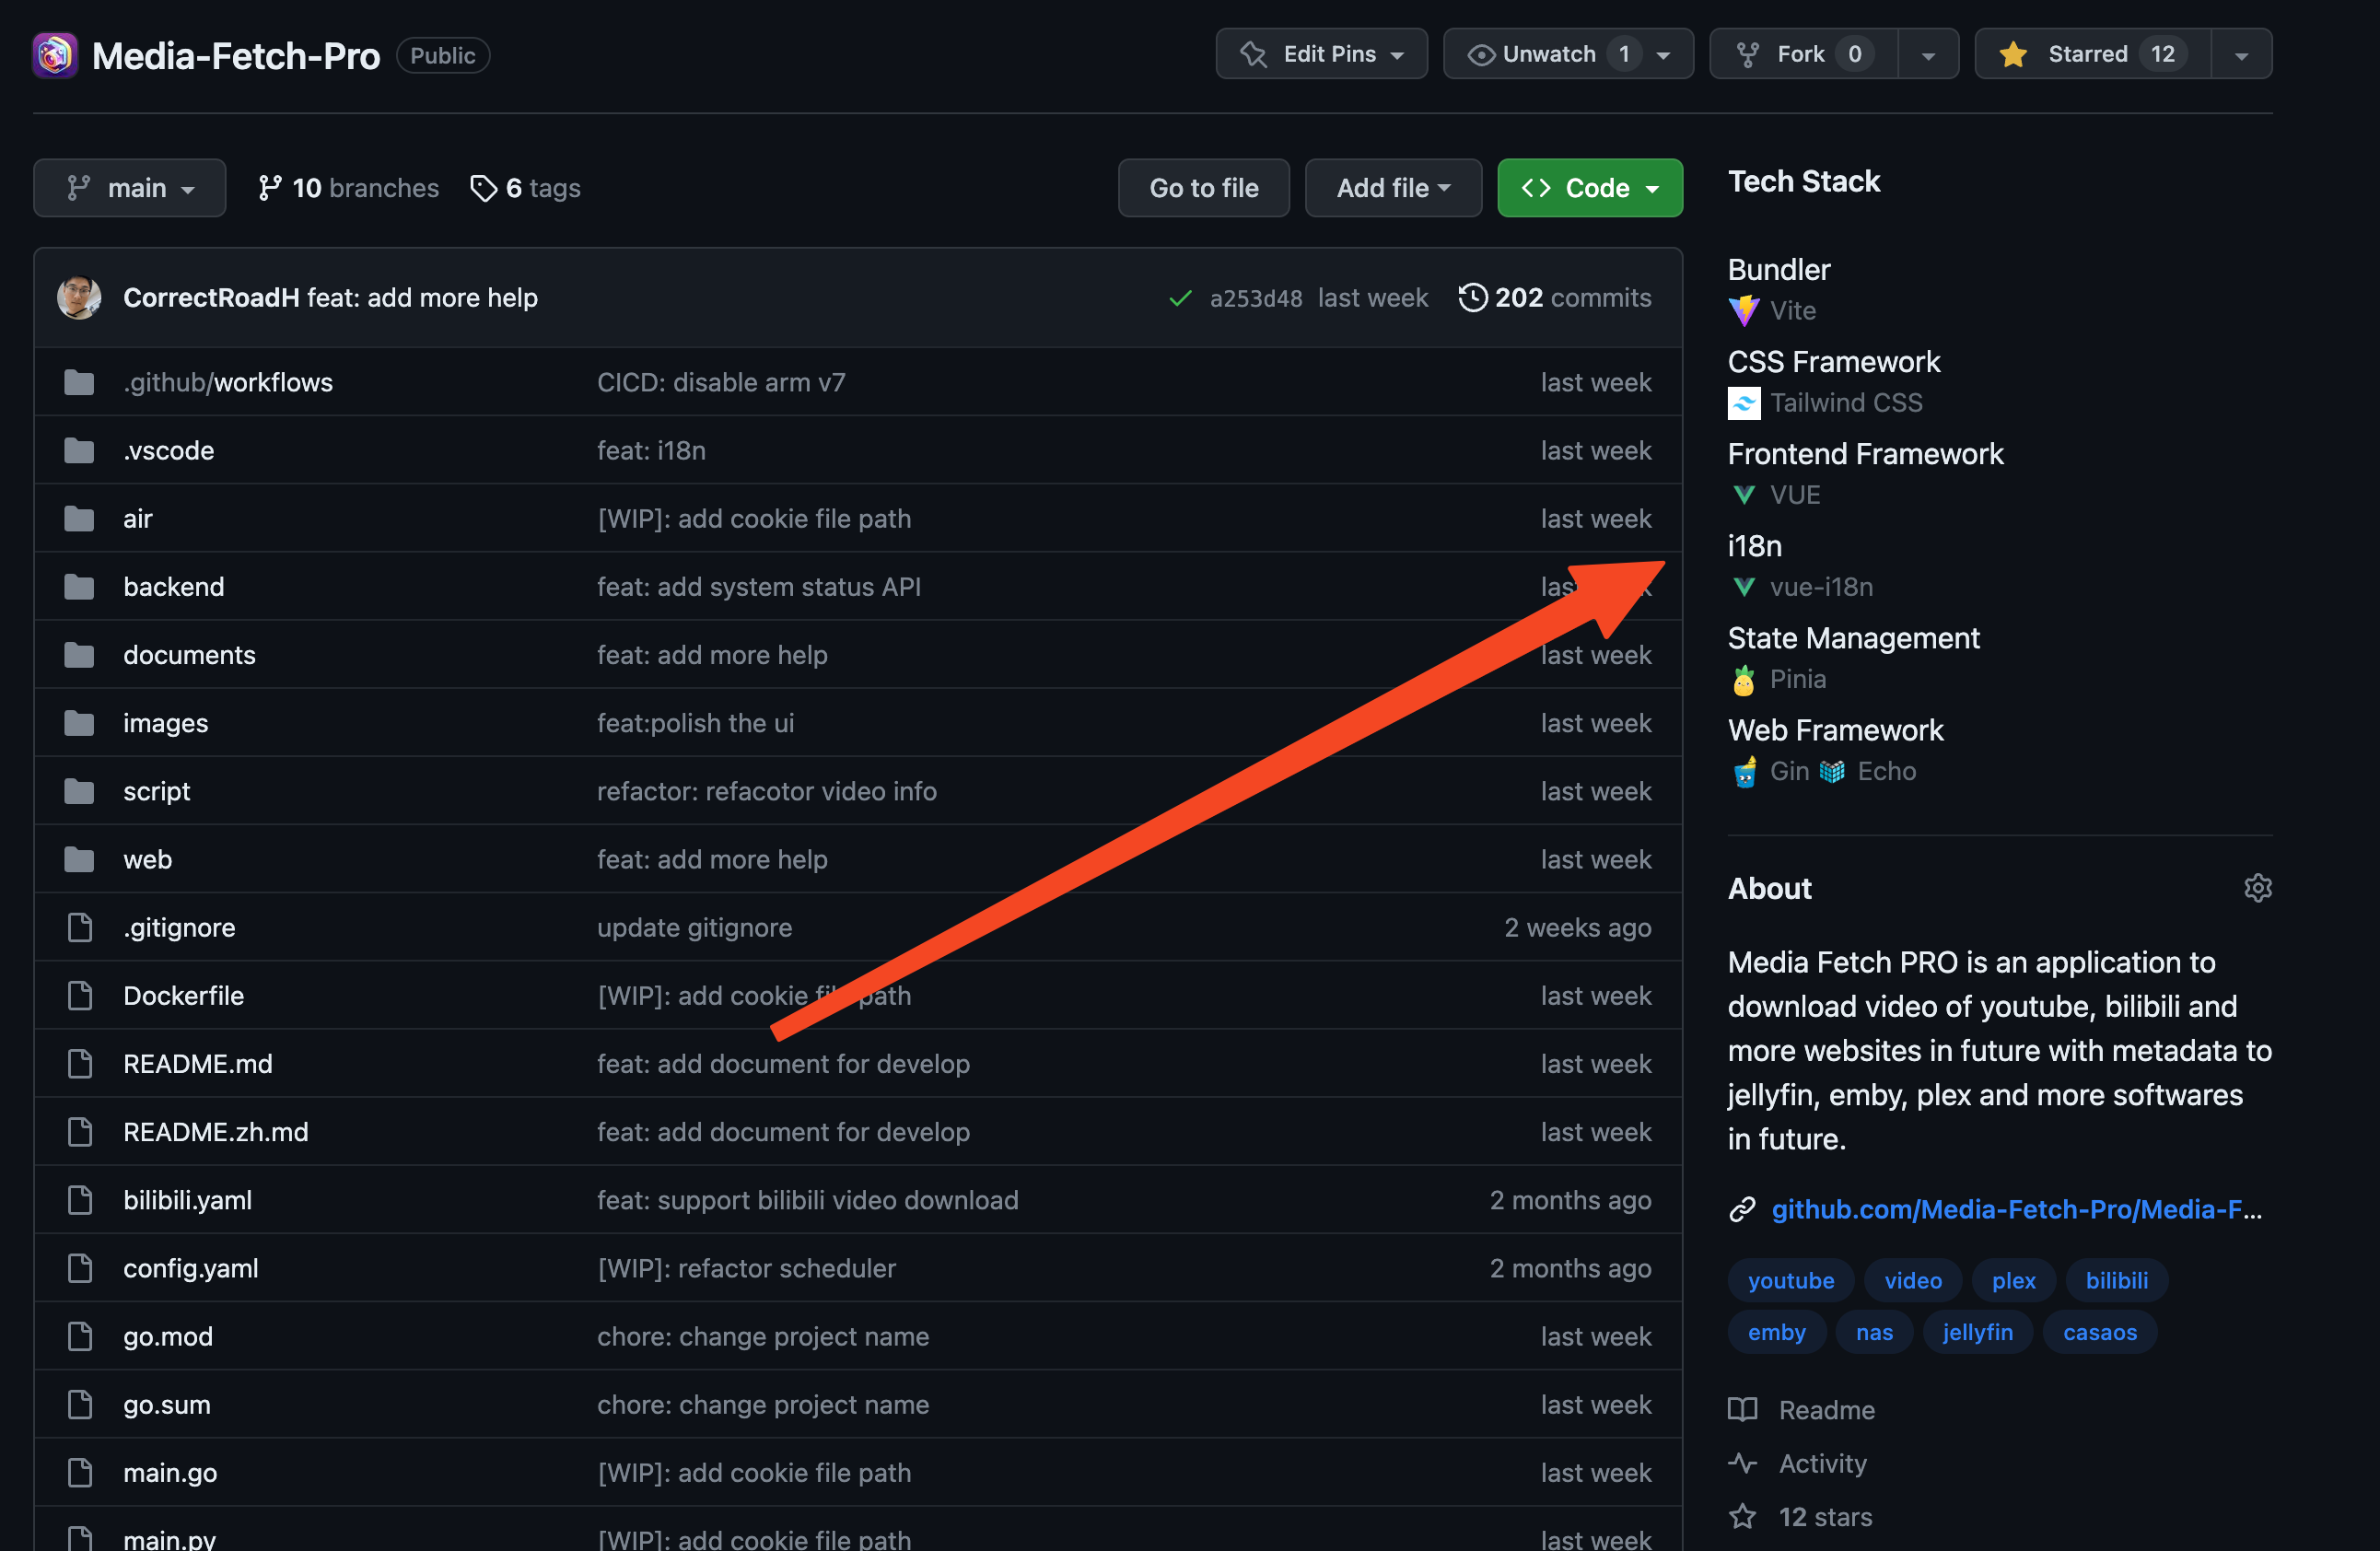 Media-Fetch-Pro Public
Edit Pins Unwatch 1 Fork 0 Starred 12
main 10 branches 6 tags
Go to file Add file Code
CorrectRoadH feat: add more help a253d48 last week 202 commits
.github/workflows CICD: disable arm v7 last week
.vscode feat: i18n last week
air [WIP]: add cookie file path last week
backend feat: add system status API
documents feat: add more help last week
images feat:polish the ui last week
script refactor: refacotor video info last week
web feat: add more help last week
.gitignore update gitignore 2 weeks ago
Dockerfile [WIP]: add cookie file path last week
README.md feat: add document for develop last week
README.zh.md feat: add document for develop last week
bilibili.yaml feat: support bilibili video download 2 months ago
config.yaml [WIP]: refactor scheduler 2 months ago
go.mod chore: change project name last week
go.sum chore: change project name last week
main.go [WIP]: add cookie file path last week
main.py [WIP]: add cookie file path last week
Tech Stack
Bundler
Vite
CSS Framework
Tailwind CSS
Frontend Framework
VUE
i18n
vue-i18n
State Management
Pinia
Web Framework
Gin Echo
About
Media Fetch PRO is an application to
download video of youtube, bilibili and
more websites in future with metadata to
jellyfin, emby, plex and more softwares
in future.
github.com/Media-Fetch-Pro/Media-F...
youtube video plex bilibili
emby nas jellyfin casaos
Readme
Activity
12 stars